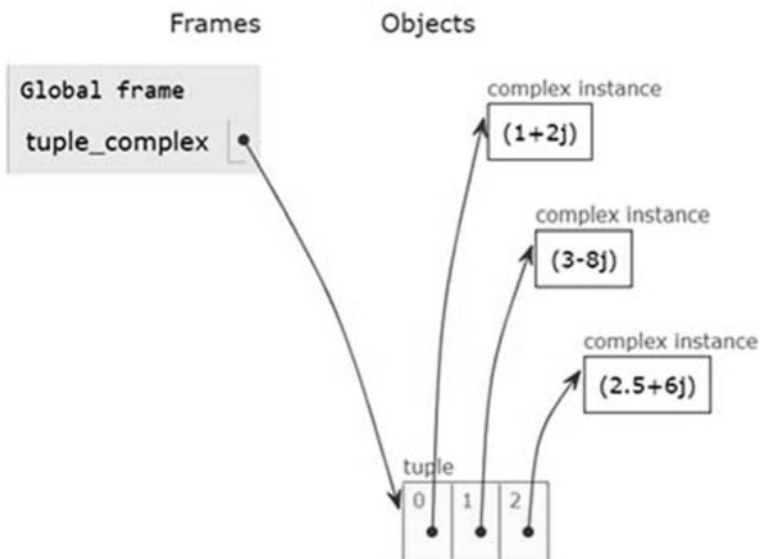 Frames Objects
Global frame
tuple_complex
complex instance
(1+2j)
complex instance
(3-8j)
complex instance
(2.5+6j)
tuple
0 1 2